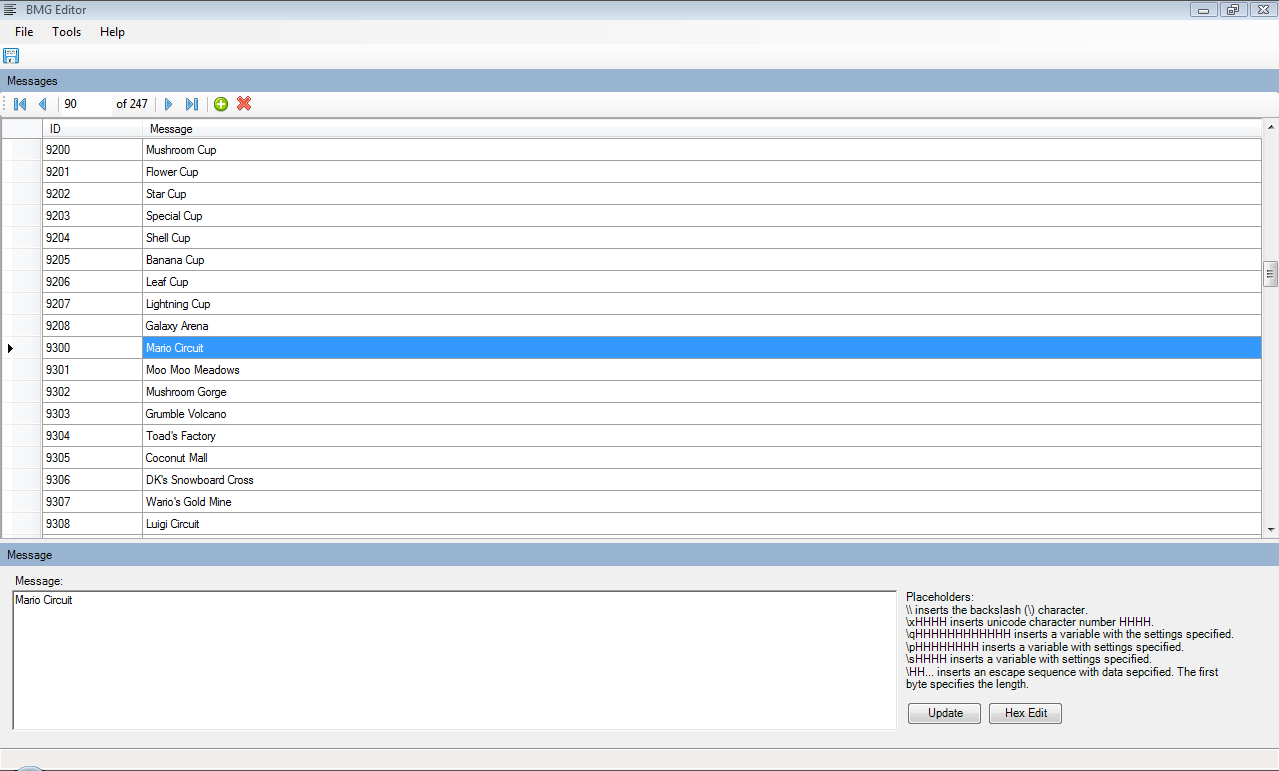 BMG Editor
File Tools Help
Messages
90 of 247
ID Message
9200 Mushroom Cup
9201 Flower Cup
9202 Star Cup
9203 Special Cup
9204 Shell Cup
9205 Banana Cup
9206 Leaf Cup
9207 Lightning Cup
9208 Galaxy Arena
9300 Mario Circuit
9301 Moo Moo Meadows
9302 Mushroom Gorge
9303 Grumble Volcano
9304 Toad's Factory
9305 Coconut Mall
9306 DK's Snowboard Cross
9307 Wario's Gold Mine
9308 Luigi Circuit
Message
Message:
Mario Circuit
Placeholders:
\\ inserts the backslash (\) character.
\xHHHH inserts unicode character number HHHH.
\qHHHHHHHHHHHH inserts a variable with the settings specified.
\pHHHHHHHH inserts a variable with settings specified.
\sHHHH inserts a variable with settings specified.
\HH... inserts an escape sequence with data sepcified. The first
byte specifies the length.
Update Hex Edit